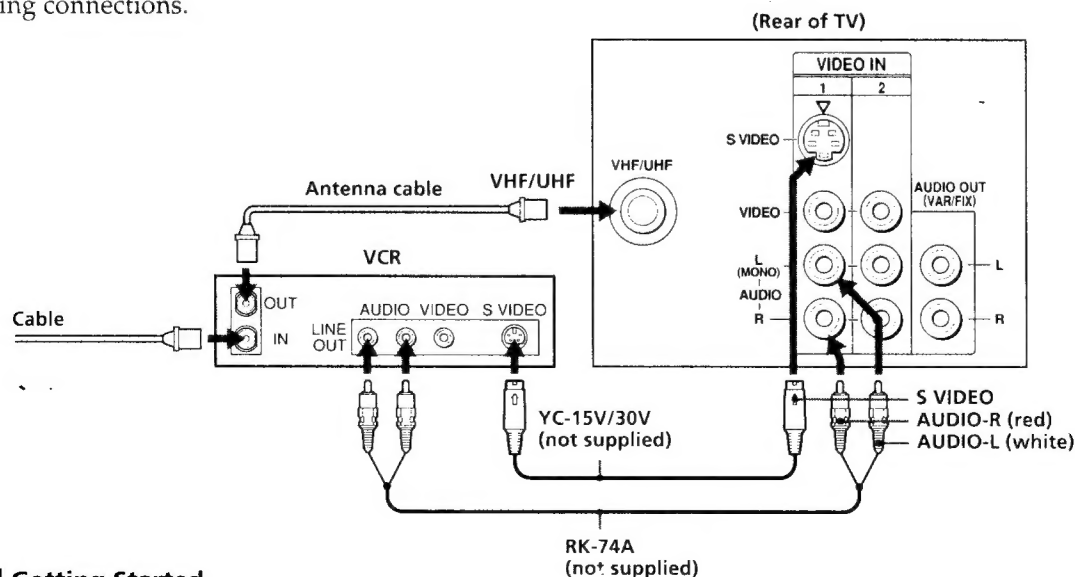 ing connections.
(Rear of TV)
VIDEO IN
1 2
S VIDEO
VHF/UHF
VHF/UHF
Antenna cable
AUDIO OUT
(VAR/FIX)
VIDEO
VCR
L
(MONO)
AUDIO
R
L
R
OUT
IN
AUDIO VIDEO S VIDEO
LINE
OUT
Cable
S VIDEO
AUDIO-R (red)
AUDIO-L (white)
YC-15V/30V
(not supplied)
RK-74A
(not supplied)
Getting Started